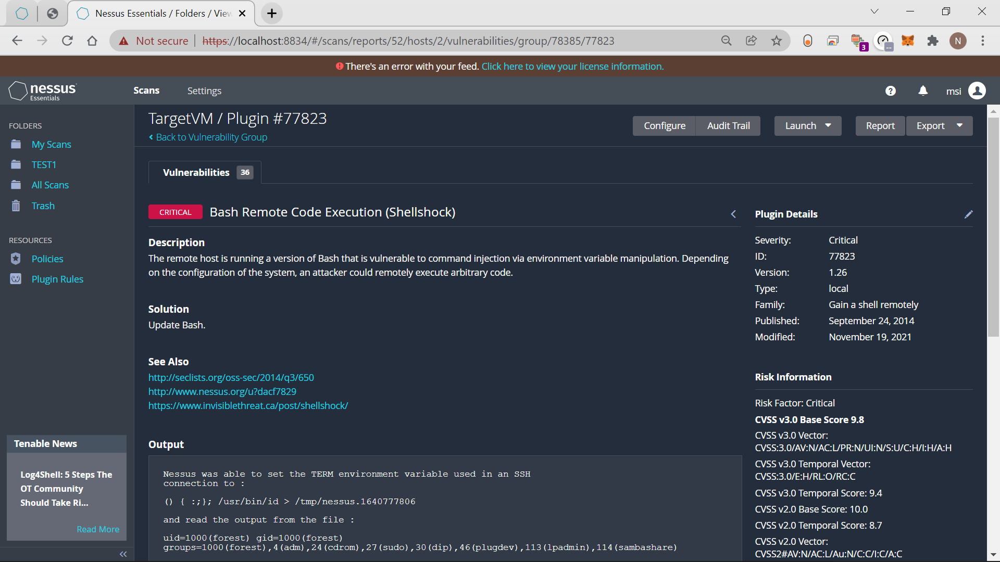 Nessus Essentials / Folders / View
Not secure https://localhost:8834/#/scans/reports/52/hosts/2/vulnerabilities/group/78385/77823
3
N
There's an error with your feed. Click here to view your license information.
nessus
Essentials
Scans
Settings
msi
FOLDERS
My Scans
TEST1
All Scans
Trash
RESOURCES
Policies
Plugin Rules
Tenable News
Log4Shell: 5 Steps The
OT Community
Should Take Ri...
Read More
TargetVM / Plugin #77823
Back to Vulnerability Group
Configure
Audit Trail
Launch
Report
Export
Vulnerabilities 36
CRITICAL Bash Remote Code Execution (Shellshock)
Description
The remote host is running a version of Bash that is vulnerable to command injection via environment variable manipulation. Depending
on the configuration of the system, an attacker could remotely execute arbitrary code.
Solution
Update Bash.
See Also
http://seclists.org/oss-sec/2014/q3/650
http://www.nessus.org/u?dacf7829
https://www.invisiblethreat.ca/post/shellshock/
Output
Nessus was able to set the TERM environment variable used in an SSH
connection to :
() { :;}; /usr/bin/id > /tmp/nessus.1640777806
and read the output from the file :
uid=1000(forest) gid=1000(forest)
groups=1000(forest),4(adm),24(cdrom),27(sudo),30(dip),46(plugdev),113(lpadmin),114(sambashare)
Plugin Details
Severity: Critical
ID: 77823
Version: 1.26
Type: local
Family: Gain a shell remotely
Published: September 24, 2014
Modified: November 19, 2021
Risk Information
Risk Factor: Critical
CVSS v3.0 Base Score 9.8
CVSS v3.0 Vector:
CVSS:3.0/AV:N/AC:L/PR:N/UI:N/S:U/C:H/I:H/A:H
CVSS v3.0 Temporal Vector:
CVSS:3.0/E:H/RL:O/RC:C
CVSS v3.0 Temporal Score: 9.4
CVSS v2.0 Base Score: 10.0
CVSS v2.0 Temporal Score: 8.7
CVSS v2.0 Vector:
CVSS2#AV:N/AC:L/Au:N/C:C/I:C/A:C